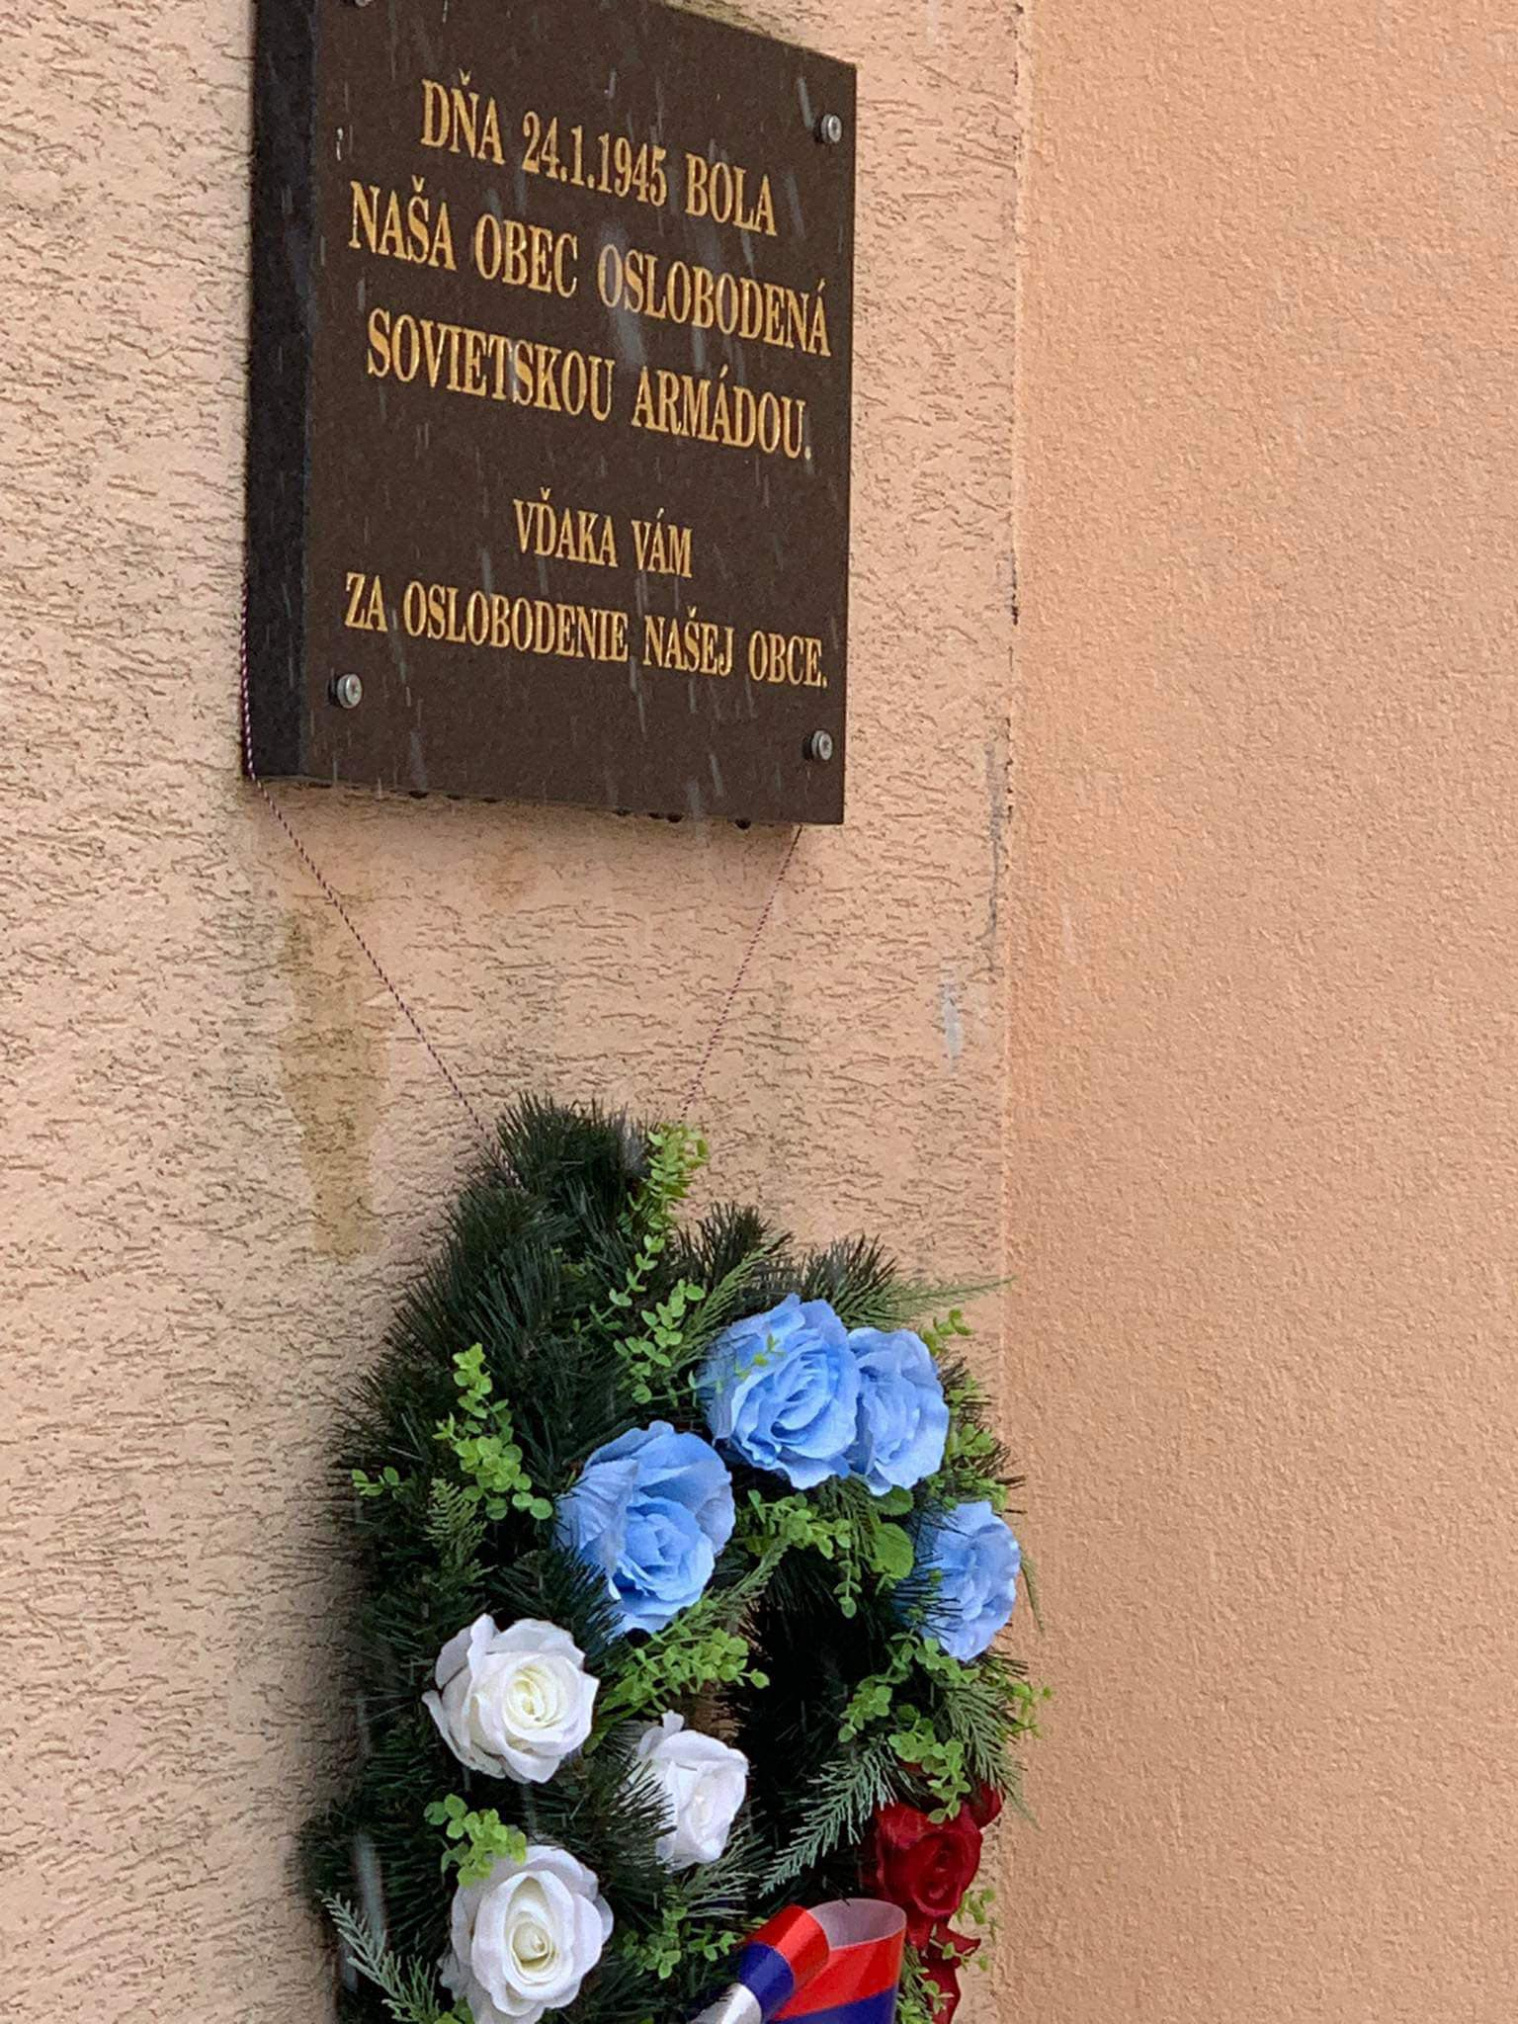 DŇA 24.1.1945 BOLA
NAŠA OBEC OSLOBODENÁ
SOVIETSKOU ARMÁDOU.
VĎAKA VÁM
ZA OSLOBODENIE NAŠEJ OBCE.